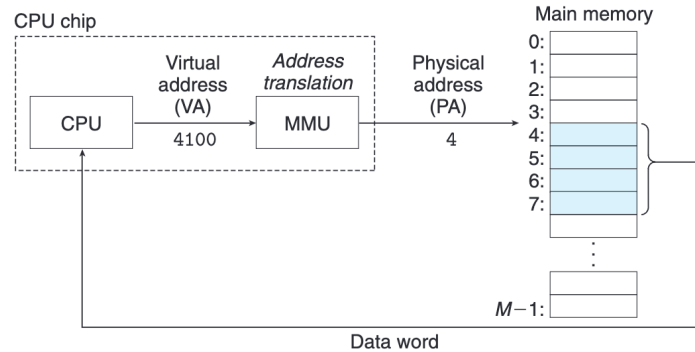 CPU chip
Main memory
Virtual
address
(VA)
Address
translation
Physical
address
(PA)
CPU
4100
MMU
4
0:
1:
2:
3:
4:
5:
6:
7:
M−1:
Data word